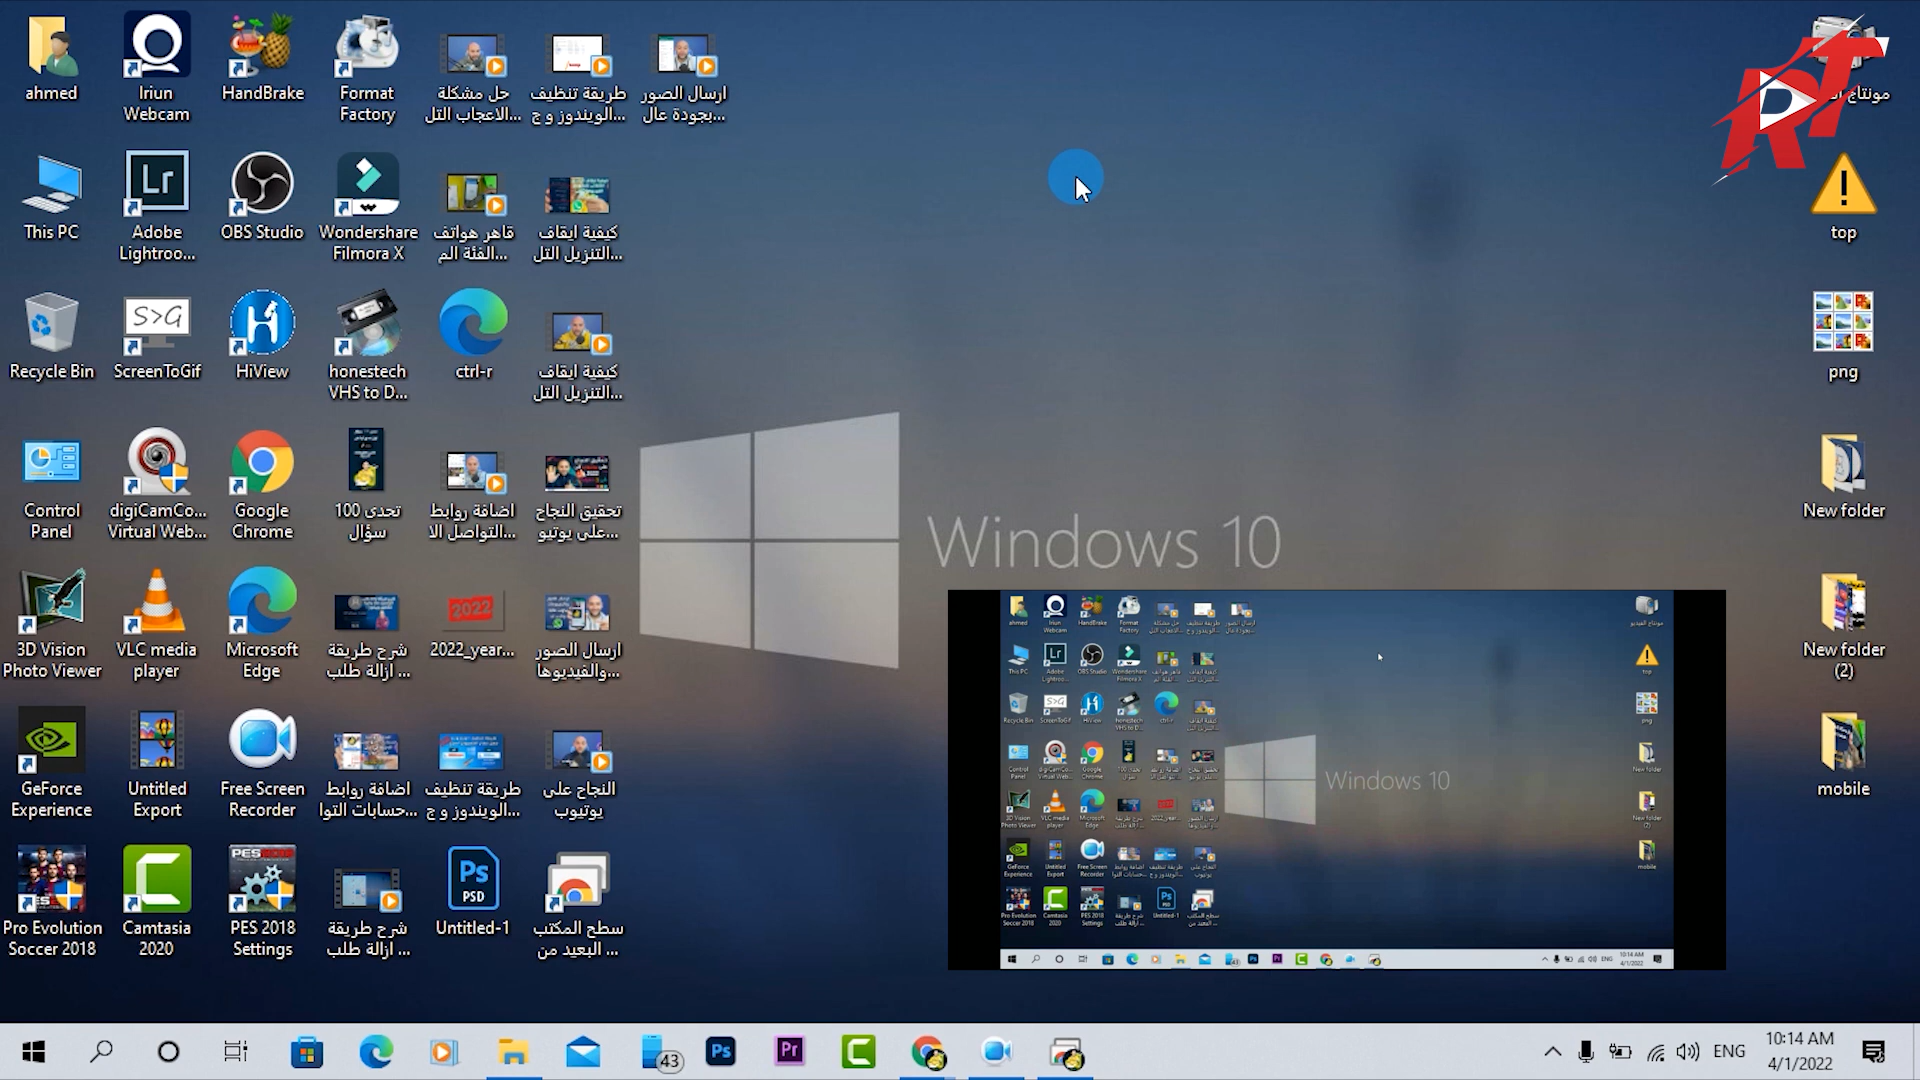 ahmed
Iriun
Webcam
HandBrake
Format
Factory
حل مشكلة
الاعجاب التل...
طريقة تنظيف
الويندوز و ج...
ارسال الصور
بجودة عال...
This PC
Adobe
Lightroo...
OBS Studio
Wondershare
Filmora X
قاهر هواتف
الفئة الم...
كيفية ايقاف
التنزيل التل...
top
Recycle Bin
S>G
ScreenToGif
HiView
honestech
VHS to D...
ctrl-r
كيفية ايقاف
التنزيل التل...
png
Control
Panel
digiCamCo...
Virtual Web...
Google
Chrome
تحدى 100
سؤال
اضافة روابط
التواصل الا...
تحقيق النجاح
على يوتيو...
New folder
3D Vision
Photo Viewer
VLC media
player
Microsoft
Edge
شرح طريقة
ازالة طلب ...
2022_year...
ارسال الصور
والفيديوها...
New folder
(2)
GeForce
Experience
Untitled
Export
Free Screen
Recorder
اضافة روابط
حسابات التوا...
طريقة تنظيف
الويندوز و ج...
النجاح على
يوتيوب
mobile
Pro Evolution
Soccer 2018
Camtasia
2020
PES 2018
Settings
شرح طريقة
ازالة طلب ...
Untitled-1
سطح المكتب
البعيد من ...
Windows 10
Windows 10
43
Ps
Pr
ENG
10:14 AM
4/1/2022